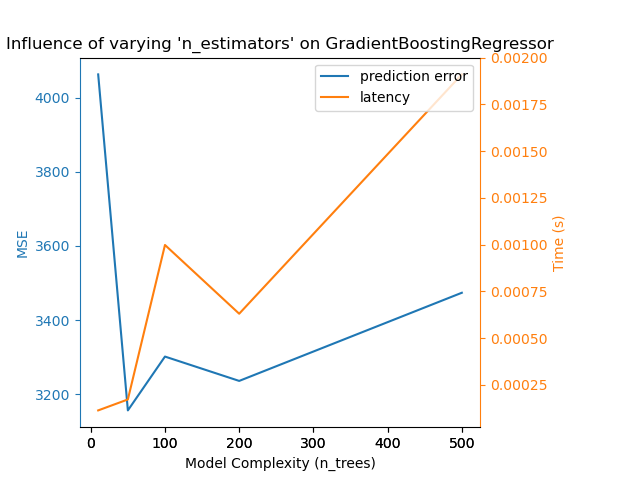 Influence of varying 'n_estimators' on GradientBoostingRegressor
prediction error
latency
MSE
4000
3800
3600
3400
3200
0.00200
0.00175
0.00150
0.00125
0.00100
0.00075
0.00050
0.00025
Time (s)
0 100 200 300 400 500
Model Complexity (n_trees)